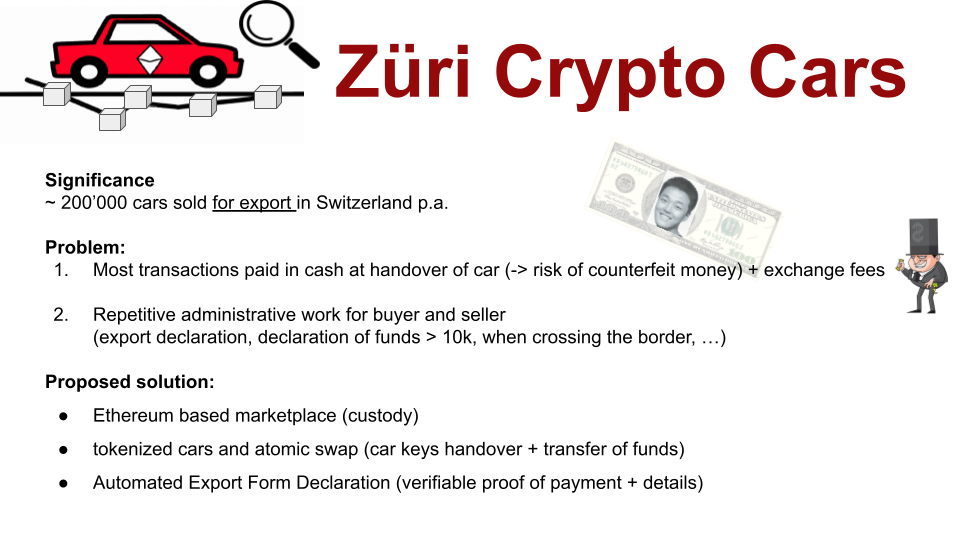 Züri Crypto Cars
Significance
~ 200’000 cars sold for export in Switzerland p.a.
Problem:
1. Most transactions paid in cash at handover of car (-> risk of counterfeit money) + exchange fees
2. Repetitive administrative work for buyer and seller
(export declaration, declaration of funds > 10k, when crossing the border, …)
Proposed solution:
● Ethereum based marketplace (custody)
● tokenized cars and atomic swap (car keys handover + transfer of funds)
● Automated Export Form Declaration (verifiable proof of payment + details)